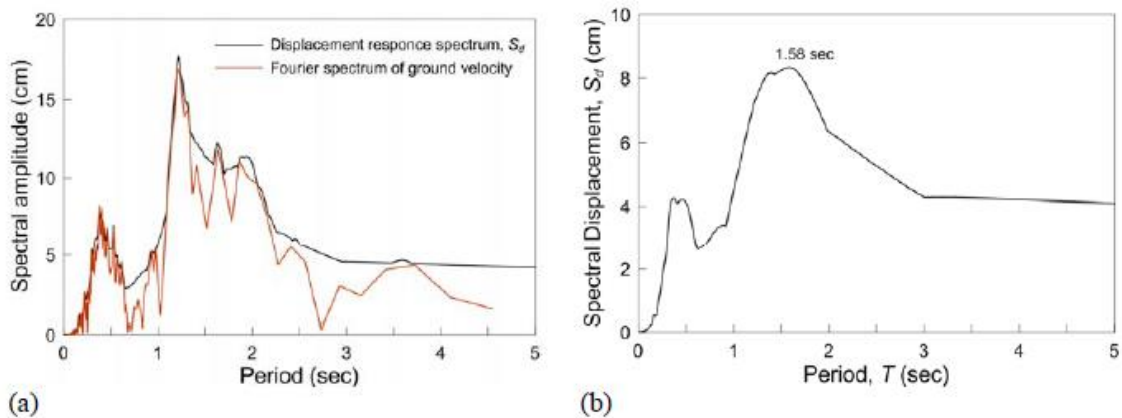 20
15
10
5
0
Spectral amplitude (cm)
Displacement responce spectrum, Sd
Fourier spectrum of ground velocity
0 1 2 3 4 5
Period (sec)
(a)
10
8
6
4
2
0
Spectral Displacement, Sd (cm)
1.58 sec
0 1 2 3 4 5
Period, T (sec)
(b)